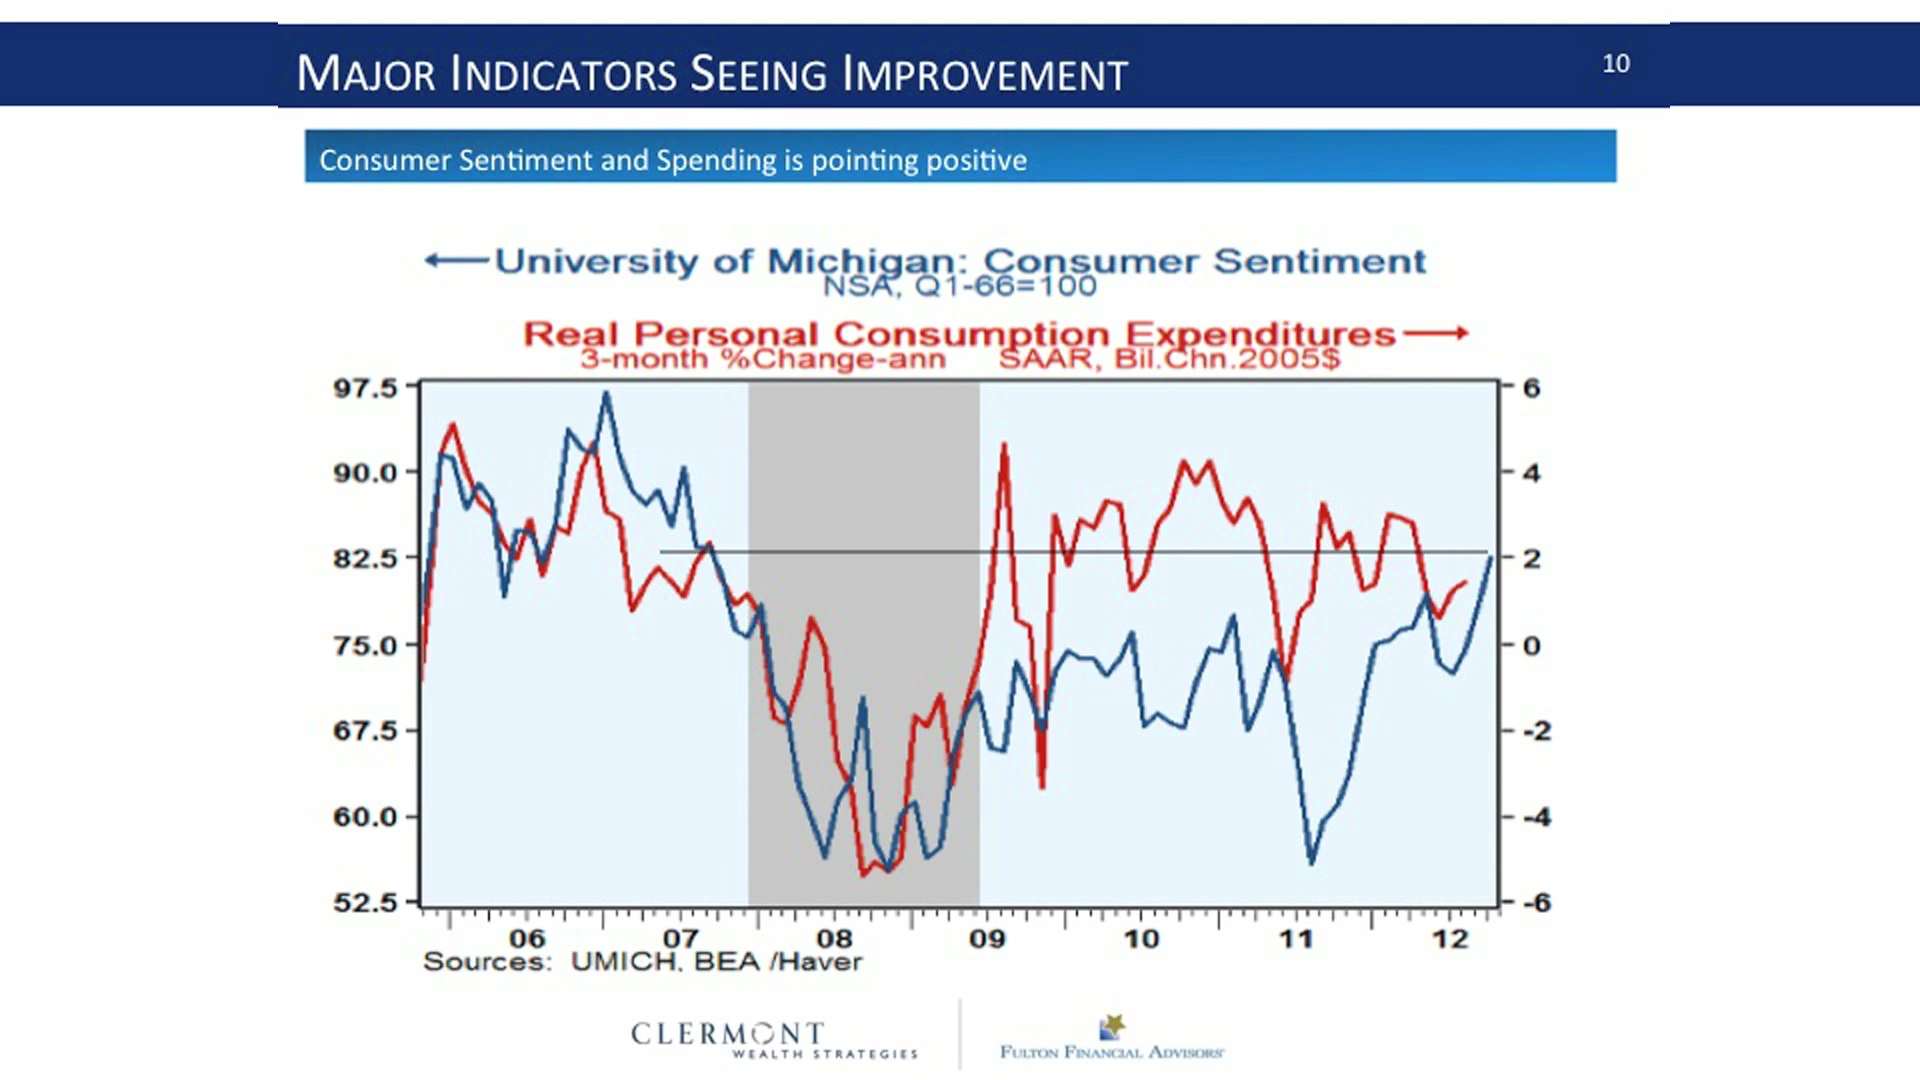 MAJOR INDICATORS SEEING IMPROVEMENT
10
Consumer Sentiment and Spending is pointing positive
University of Michigan: Consumer Sentiment
NSA, Q1-66=100
Real Personal Consumption Expenditures
3-month %Change-ann SAAR, Bil.Chn.2005$
97.5 6
90.0 4
82.5 2
75.0 0
67.5 -2
60.0 -4
52.5 -6
06 07 08 09 10 11 12
Sources: UMICH, BEA /Haver
CLERMONT
WEALTH STRATEGIES
FULTON FINANCIAL ADVISORS